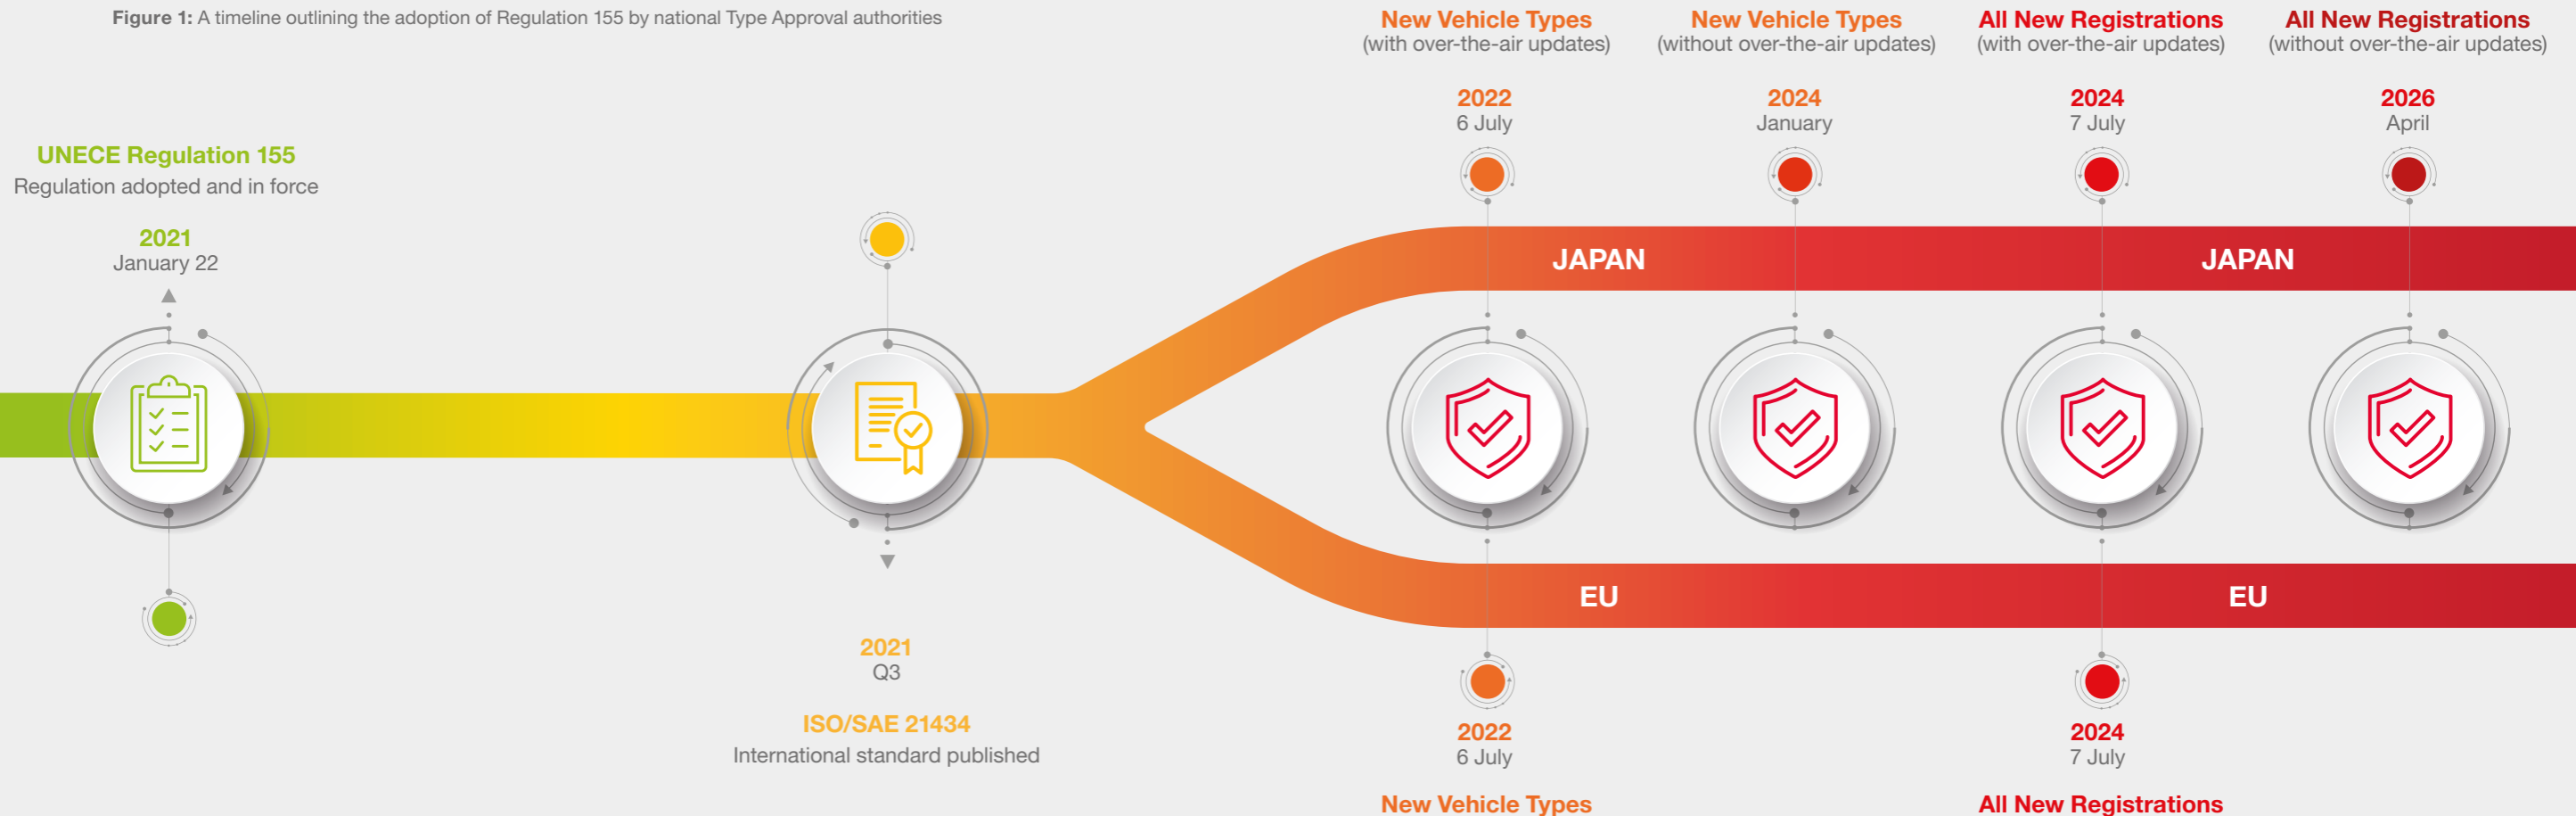 Figure 1: A timeline outlining the adoption of Regulation 155 by national Type Approval authorities
New Vehicle Types
(with over-the-air updates)
2022
6 July
New Vehicle Types
(without over-the-air updates)
2024
January
All New Registrations
(with over-the-air updates)
2024
7 July
All New Registrations
(without over-the-air updates)
2026
April
UNECE Regulation 155
Regulation adopted and in force
2021
January 22
JAPAN
JAPAN
EU
EU
2021
Q3
ISO/SAE 21434
International standard published
2022
6 July
New Vehicle Types
2024
7 July
All New Registrations